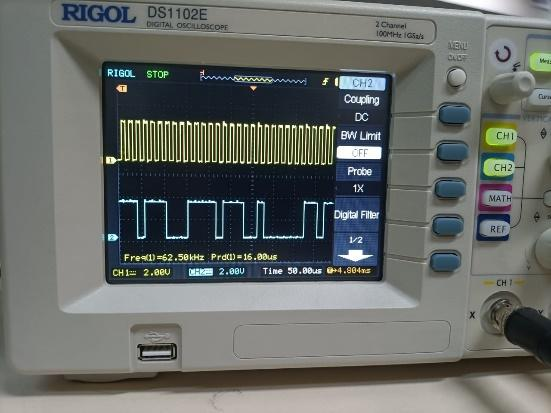 RIGOL DS1102E
DIGITAL OSCILLOSCOPE
2 Channel
100MHz 1GSa/s
MENU
ON/OFF
RIGOL STOP
CH2
Coupling
DC
BW Limit
OFF
Probe
1X
Digital Filter
1/2
T
1
2
Freq(1)=62.50kHz Prd(1)=16.00us
CH1 2.00V CH2 2.00V Time 50.00us 4.804ms
CH1
CH2
MATH
REF
CH 1
X